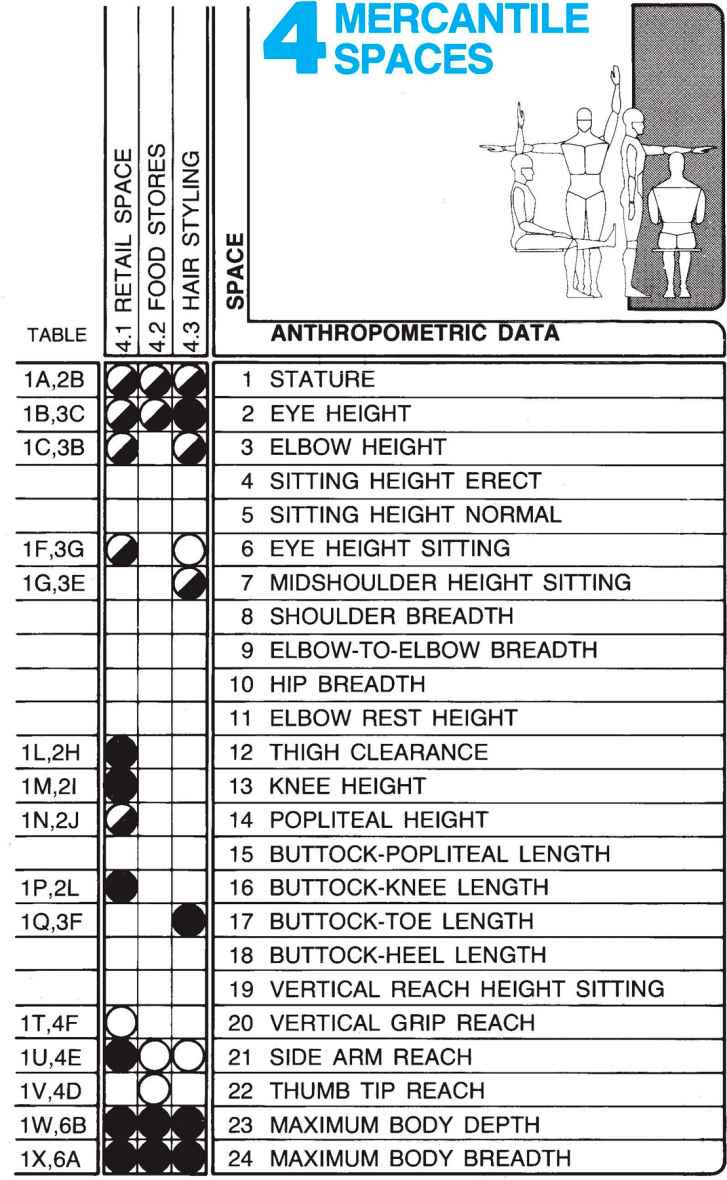 4 MERCANTILE
SPACES
4.1 RETAIL SPACE
4.2 FOOD STORES
4.3 HAIR STYLING
SPACE
TABLE ANTHROPOMETRIC DATA
1A,2B 1 STATURE
1B,3C 2 EYE HEIGHT
1C,3B 3 ELBOW HEIGHT
4 SITTING HEIGHT ERECT
5 SITTING HEIGHT NORMAL
1F,3G 6 EYE HEIGHT SITTING
1G,3E 7 MIDSHOULDER HEIGHT SITTING
8 SHOULDER BREADTH
9 ELBOW-TO-ELBOW BREADTH
10 HIP BREADTH
11 ELBOW REST HEIGHT
1L,2H 12 THIGH CLEARANCE
1M,2I 13 KNEE HEIGHT
1N,2J 14 POPLITEAL HEIGHT
15 BUTTOCK-POPLITEAL LENGTH
1P,2L 16 BUTTOCK-KNEE LENGTH
1Q,3F 17 BUTTOCK-TOE LENGTH
18 BUTTOCK-HEEL LENGTH
19 VERTICAL REACH HEIGHT SITTING
1T,4F 20 VERTICAL GRIP REACH
1U,4E 21 SIDE ARM REACH
1V,4D 22 THUMB TIP REACH
1W,6B 23 MAXIMUM BODY DEPTH
1X,6A 24 MAXIMUM BODY BREADTH